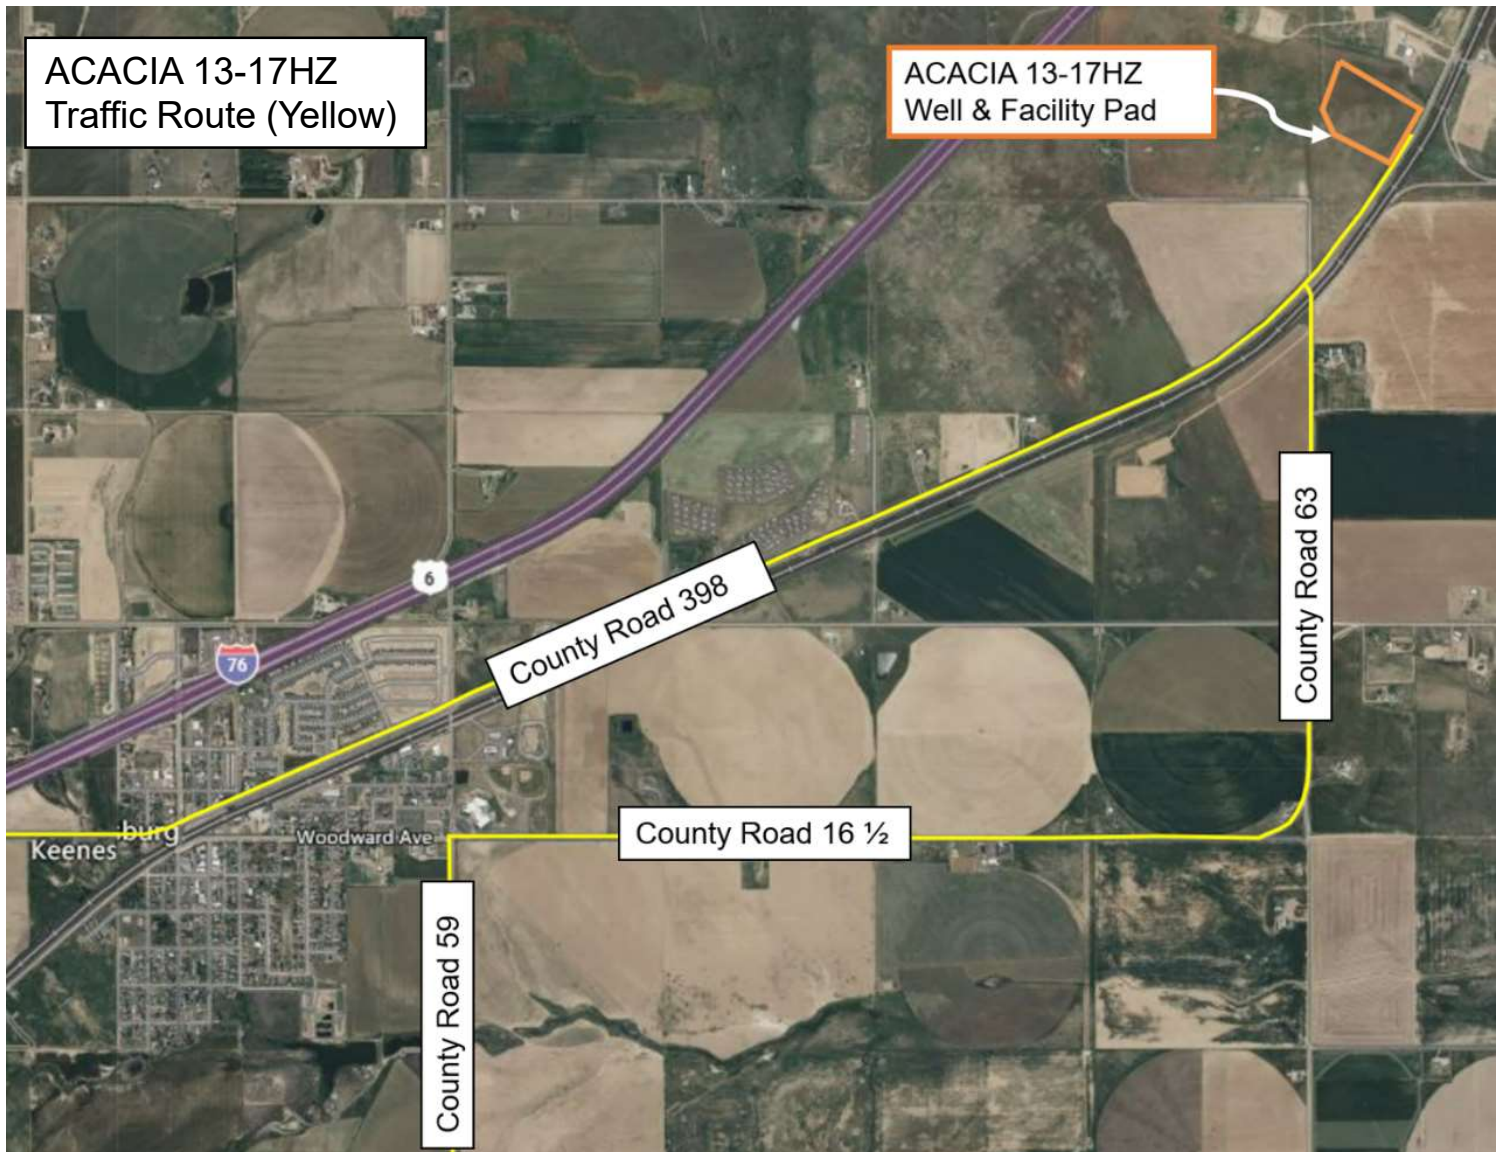 ACACIA 13-17HZ
Traffic Route (Yellow)
ACACIA 13-17HZ
Well & Facility Pad
6
76
County Road 398
County Road 63
burg
Keenes
Woodward Ave
County Road 16 ½
County Road 59